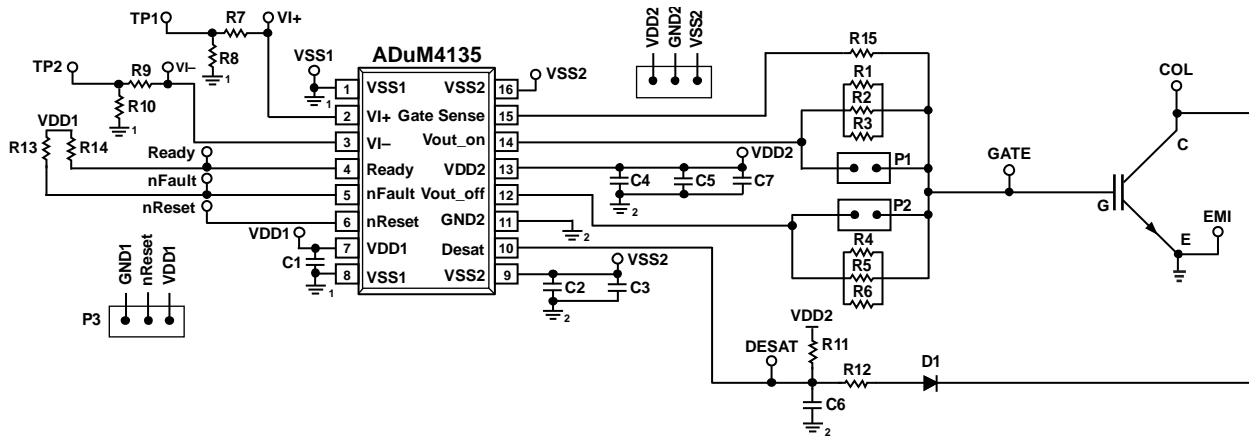 TP1
R7
VI+
R8
1
TP2
R9
VI–
R10
1
VDD1
R13
R14
Ready
nFault
nReset
VDD1
C1
1
VSS1
1
ADuM4135
1 VSS1
2 VI+
3 VI–
4 Ready
5 nFault
6 nReset
7 VDD1
8 VSS1
VSS2 16
Gate Sense 15
Vout_on 14
VDD2 13
Vout_off 12
GND2 11
Desat 10
VSS2 9
VSS2
GND1
nReset
VDD1
P3
VDD2
GND2
VSS2
R15
R1
R2
R3
P1
VDD2
C4
C5
C7
2
2
P2
R4
R5
R6
VSS2
C2
C3
2
GATE
COL
C
G
E
EMI
VDD2
R11
DESAT
R12
D1
C6
2